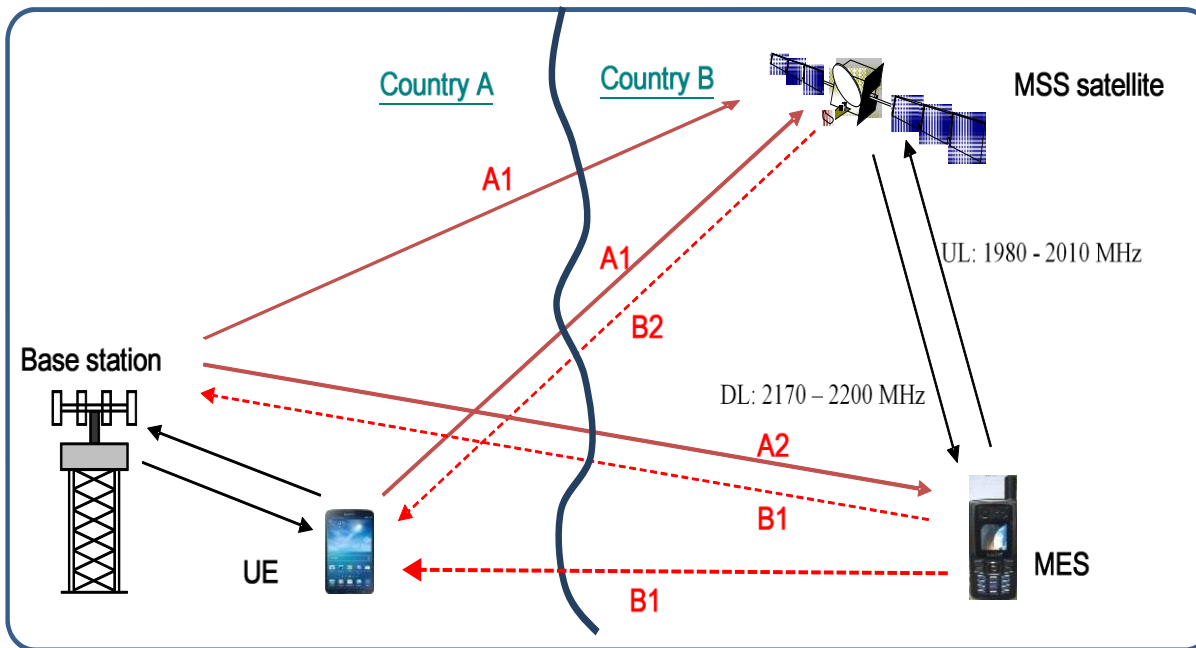 Country A
Country B
MSS satellite
A1
A1
UL: 1980 - 2010 MHz
B2
Base station
DL: 2170 – 2200 MHz
A2
B1
UE
MES
B1